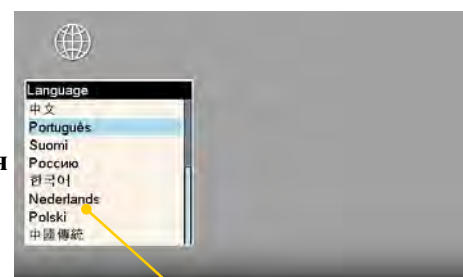 Language
中文
Português
Suomi
Россию
я
한국어
Nederlands
Polski
中國傳統